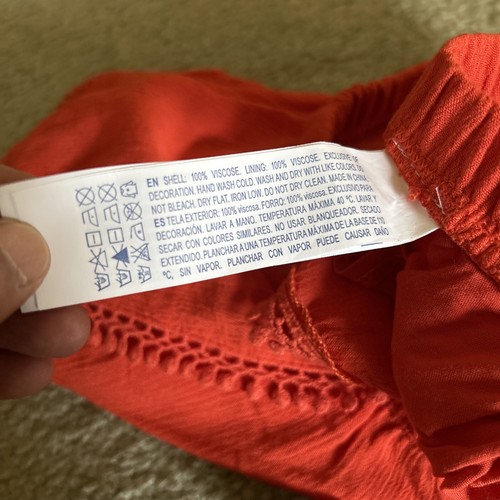 EN SHELL: 100% VISCOSE. LINING: 100% VISCOSE. EXCLUSIVE OF
DECORATION. HAND WASH COLD. WASH AND DRY WITH LIKE COLORS. DO
NOT BLEACH. DRY FLAT. IRON LOW. DO NOT DRY CLEAN. MADE IN CHINA
ES TELA EXTERIOR: 100% viscosa. FORRO: 100% viscosa. EXCLUSIVO PARA
DECORACIÓN. LAVAR A MANO. TEMPERATURA MÁXIMA 40 ºC. LAVAR Y
SECAR CON COLORES SIMILARES. NO USAR BLANQUEADOR. SECADO
EXTENDIDO. PLANCHAR A UNA TEMPERATURA MÁXIMA DE LA BASE DE 110
ºC, SIN VAPOR. PLANCHAR CON VAPOR PUEDE CAUSAR DAÑO